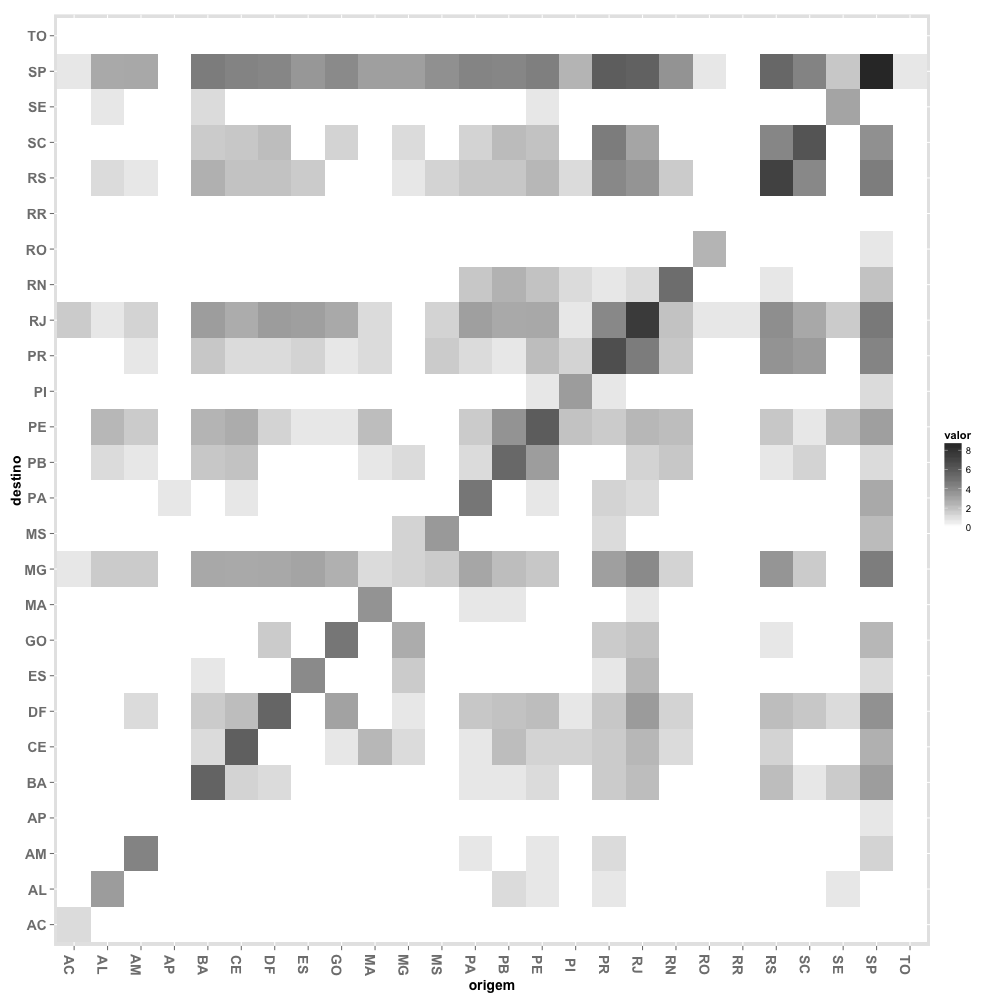 TO
SP
SE
SC
RS
RR
RO
RN
RJ
PR
PI
PE
PB
PA
MS
MG
MA
GO
ES
DF
CE
BA
AP
AM
AL
AC
destino
AC AL AM AP BA CE DF ES GO MA MG MS PA PB PE PI PR RJ RN RO RR RS SC SE SP TO
origem
valor
8
6
4
2
0